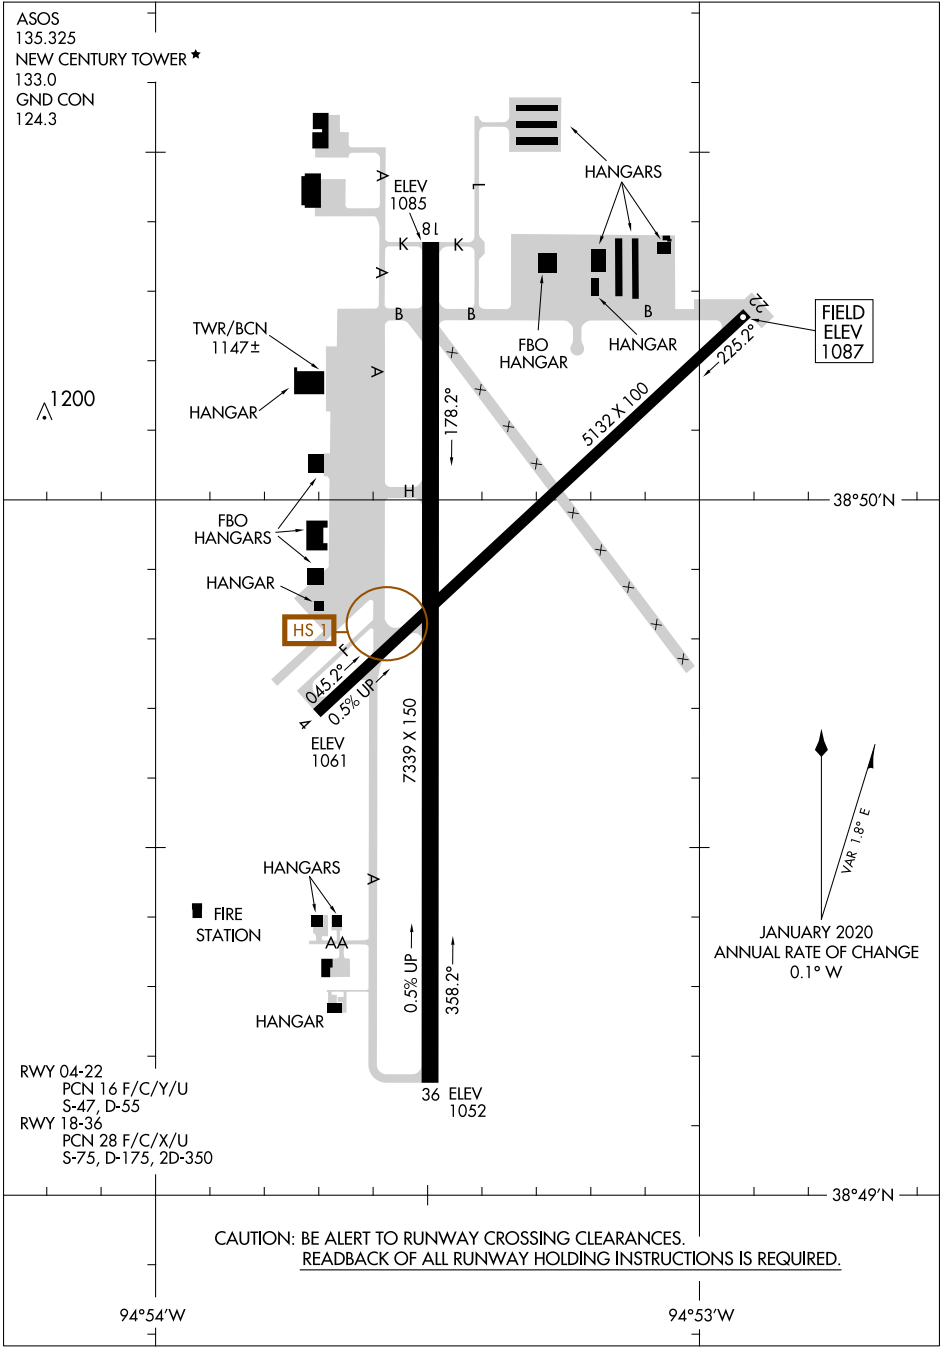 ASOS
135.325
NEW CENTURY TOWER ★
133.0
GND CON
124.3
HANGARS
A
L
ELEV
1085
18
K
K
A
B
B
B
22
FIELD
ELEV
1087
225.2°
TWR/BCN
1147±
FBO
HANGAR
HANGAR
A
1200
HANGAR
178.2°
5132 X 100
X
X
X
X
H
38°50'N
FBO
HANGARS
X
X
HANGAR
X
HS 1
X
X
F
045.2°
0.5% UP
4
ELEV
1061
7339 X 150
VAR 1.8° E
HANGARS
A
FIRE
STATION
AA
JANUARY 2020
ANNUAL RATE OF CHANGE
0.1° W
0.5% UP
358.2°
HANGAR
RWY 04-22
PCN 16 F/C/Y/U
S-47, D-55
RWY 18-36
PCN 28 F/C/X/U
S-75, D-175, 2D-350
36
ELEV
1052
38°49'N
CAUTION: BE ALERT TO RUNWAY CROSSING CLEARANCES.
READBACK OF ALL RUNWAY HOLDING INSTRUCTIONS IS REQUIRED.
94°54'W
94°53'W